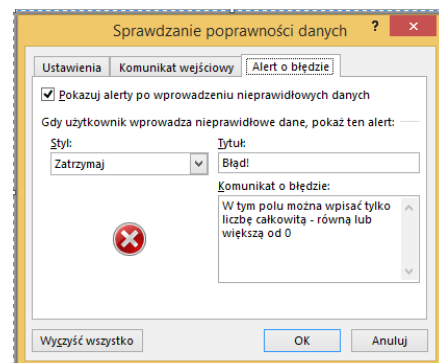 Sprawdzanie poprawności danych ? ×
Ustawienia Komunikat wejściowy Alert o błędzie
Pokazuj alerty po wprowadzeniu nieprawidłowych danych
Gdy użytkownik wprowadza nieprawidłowe dane, pokaż ten alert:
Styl: Tytuł:
Zatrzymaj Błąd!
Komunikat o błędzie:
W tym polu można wpisać tylko
liczbę całkowitą - równą lub
większą od 0
Wyczyść wszystko OK Anuluj